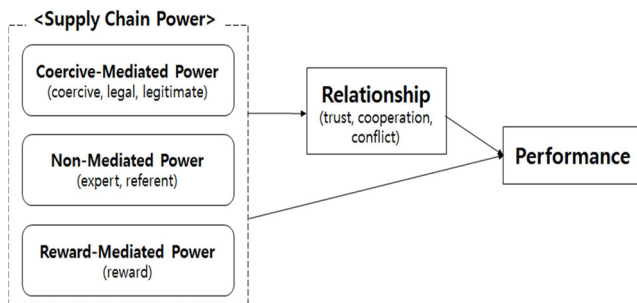 <Supply Chain Power>
Coercive-Mediated Power
(coercive, legal, legitimate)
Non-Mediated Power
(expert, referent)
Reward-Mediated Power
(reward)
Relationship
(trust, cooperation,
conflict)
Performance